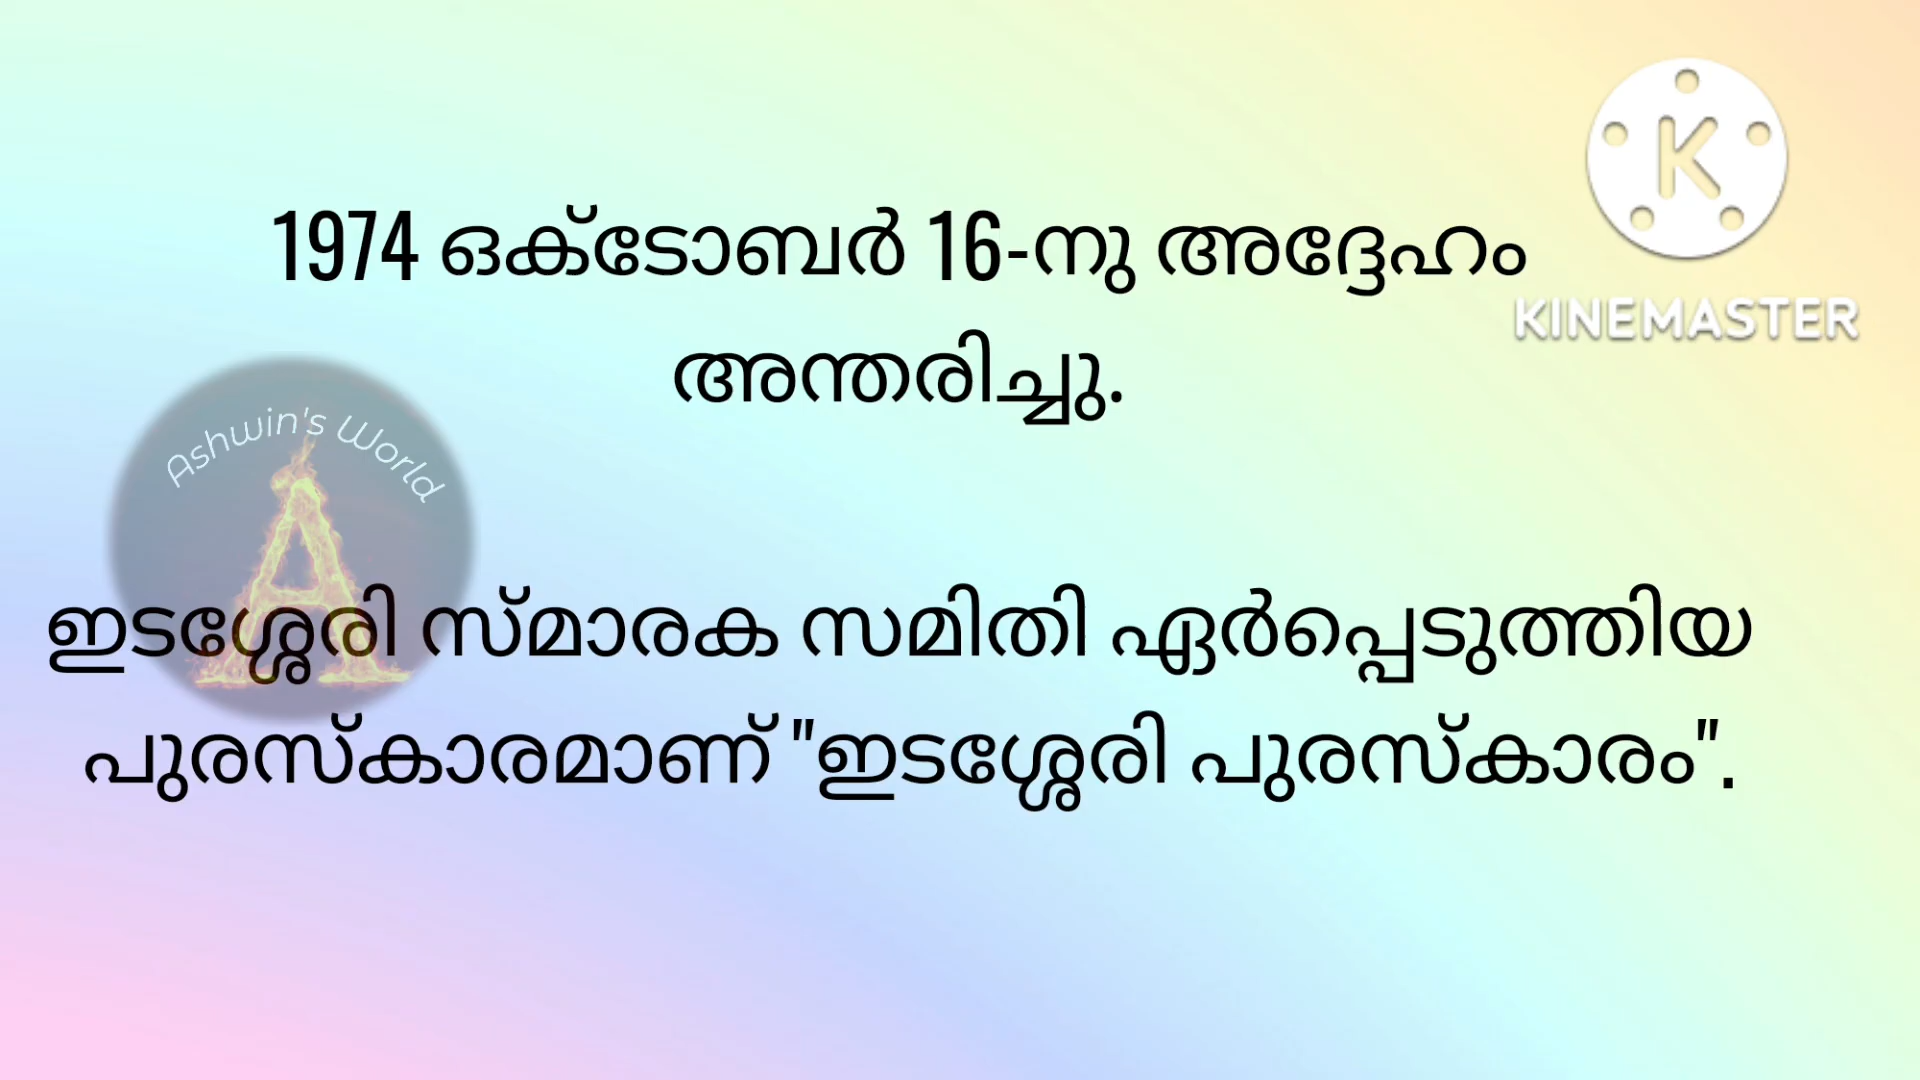 1974 ഒക്ടോബർ 16-നു അദ്ദേഹം
അന്തരിച്ചു.
ഇടശ്ശേരി സ്മാരക സമിതി ഏർപ്പെടുത്തിയ
പുരസ്കാരമാണ് "ഇടശ്ശേരി പുരസ്കാരം".
K
KINEMASTER
Ashwin's World
A